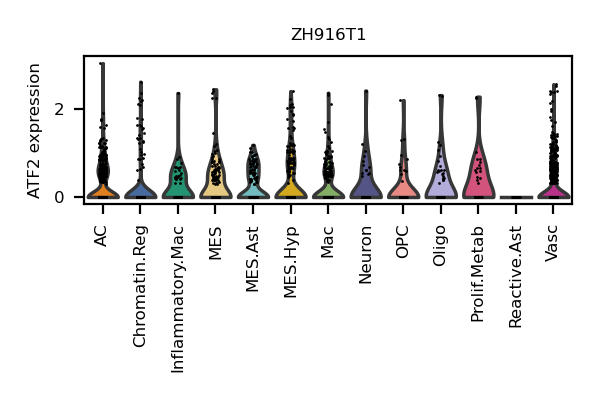 ZH916T1
ATF2 expression
2
0
AC
Chromatin.Reg
Inflammatory.Mac
MES
MES.Ast
MES.Hyp
Mac
Neuron
OPC
Oligo
Prolif.Metab
Reactive.Ast
Vasc